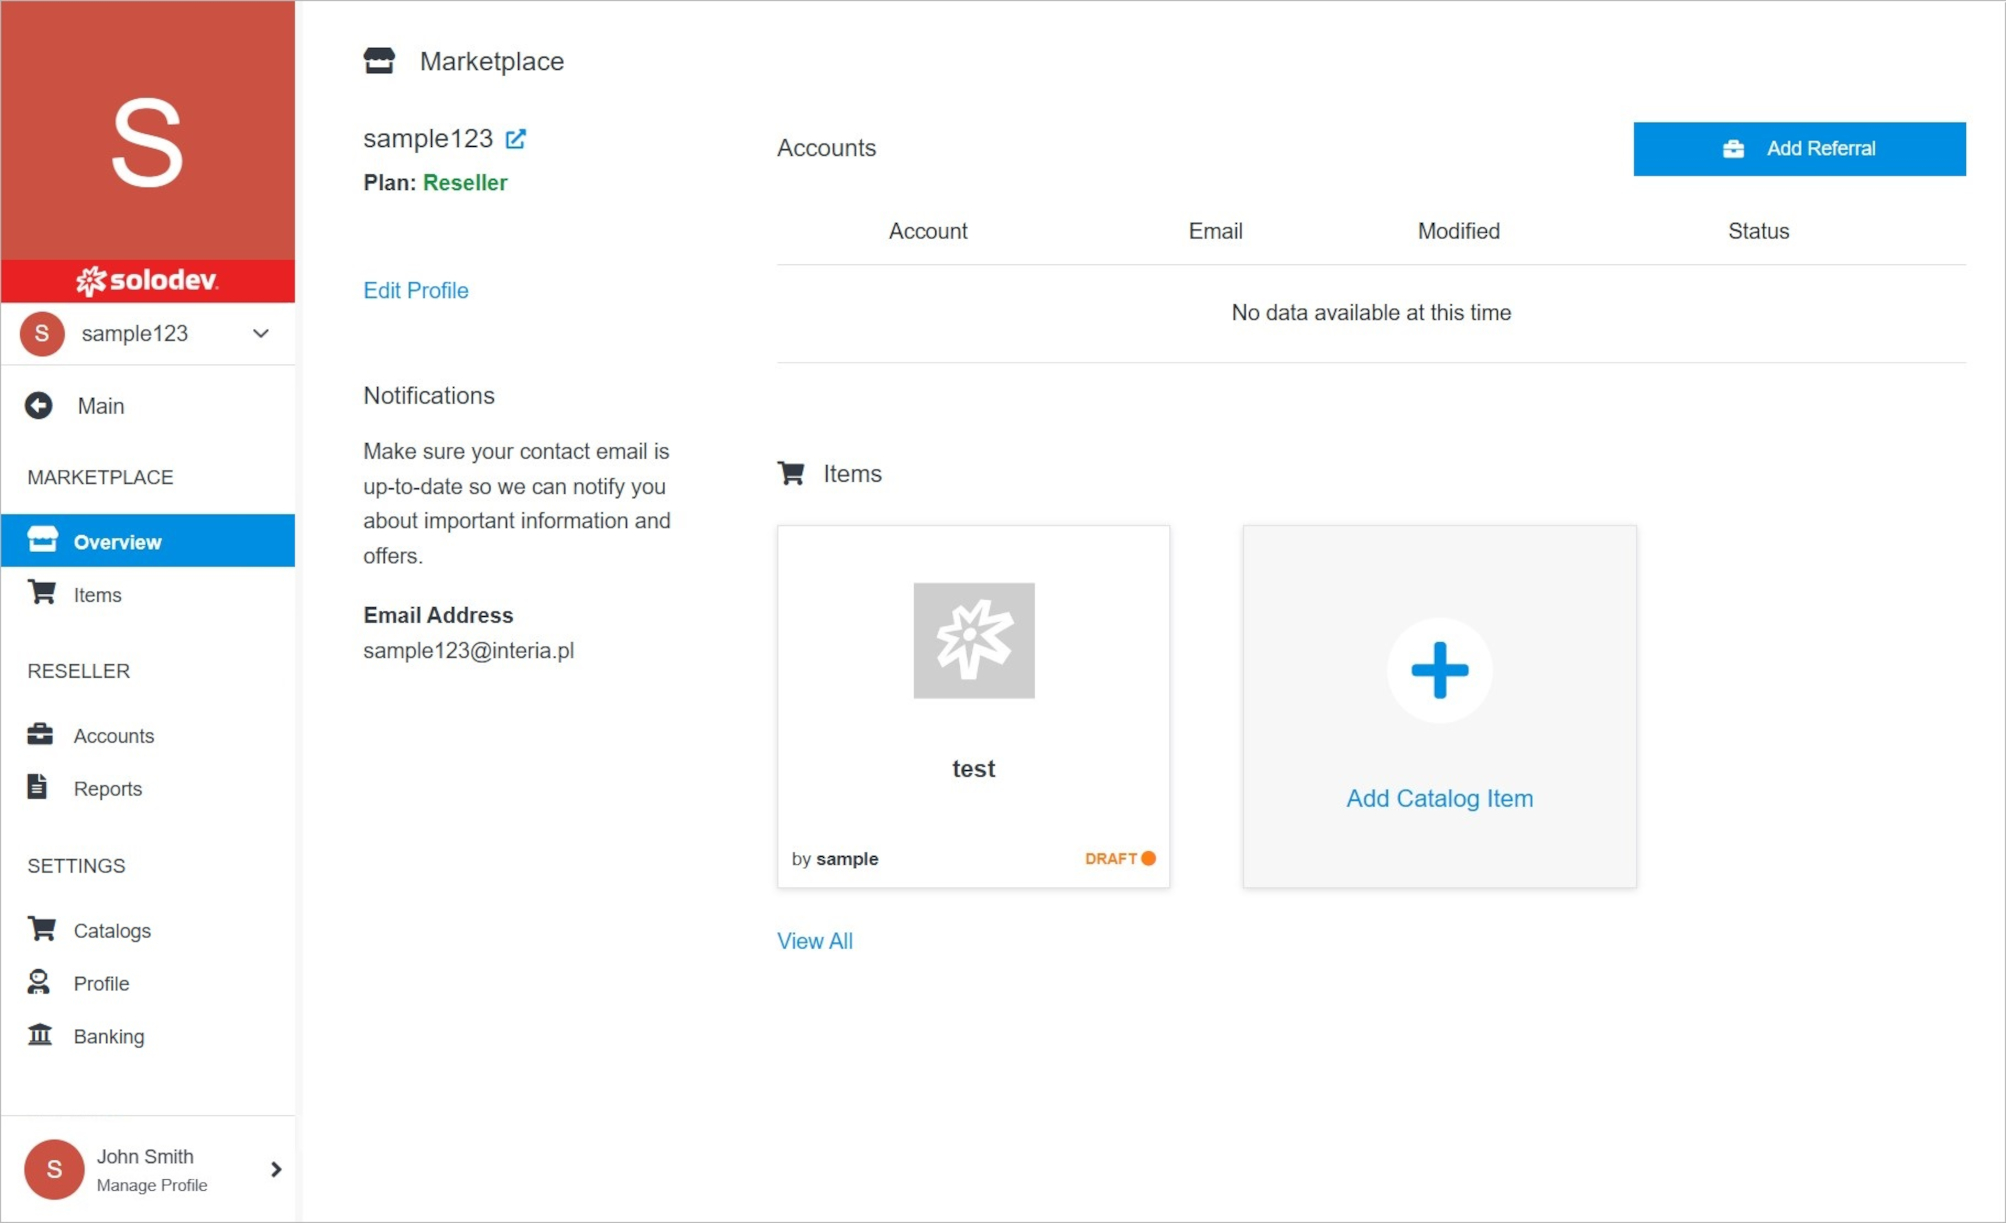 S
solodev
S sample123
Main
MARKETPLACE
Overview
Items
RESELLER
Accounts
Reports
SETTINGS
Catalogs
Profile
Banking
S
John Smith
Manage Profile
Marketplace
sample123
Plan: Reseller
Edit Profile
Notifications
Make sure your contact email is
up-to-date so we can notify you
about important information and
offers.
Email Address
sample123@interia.pl
Accounts
Add Referral
Account Email Modified Status
No data available at this time
Items
test
by sample DRAFT
Add Catalog Item
View All